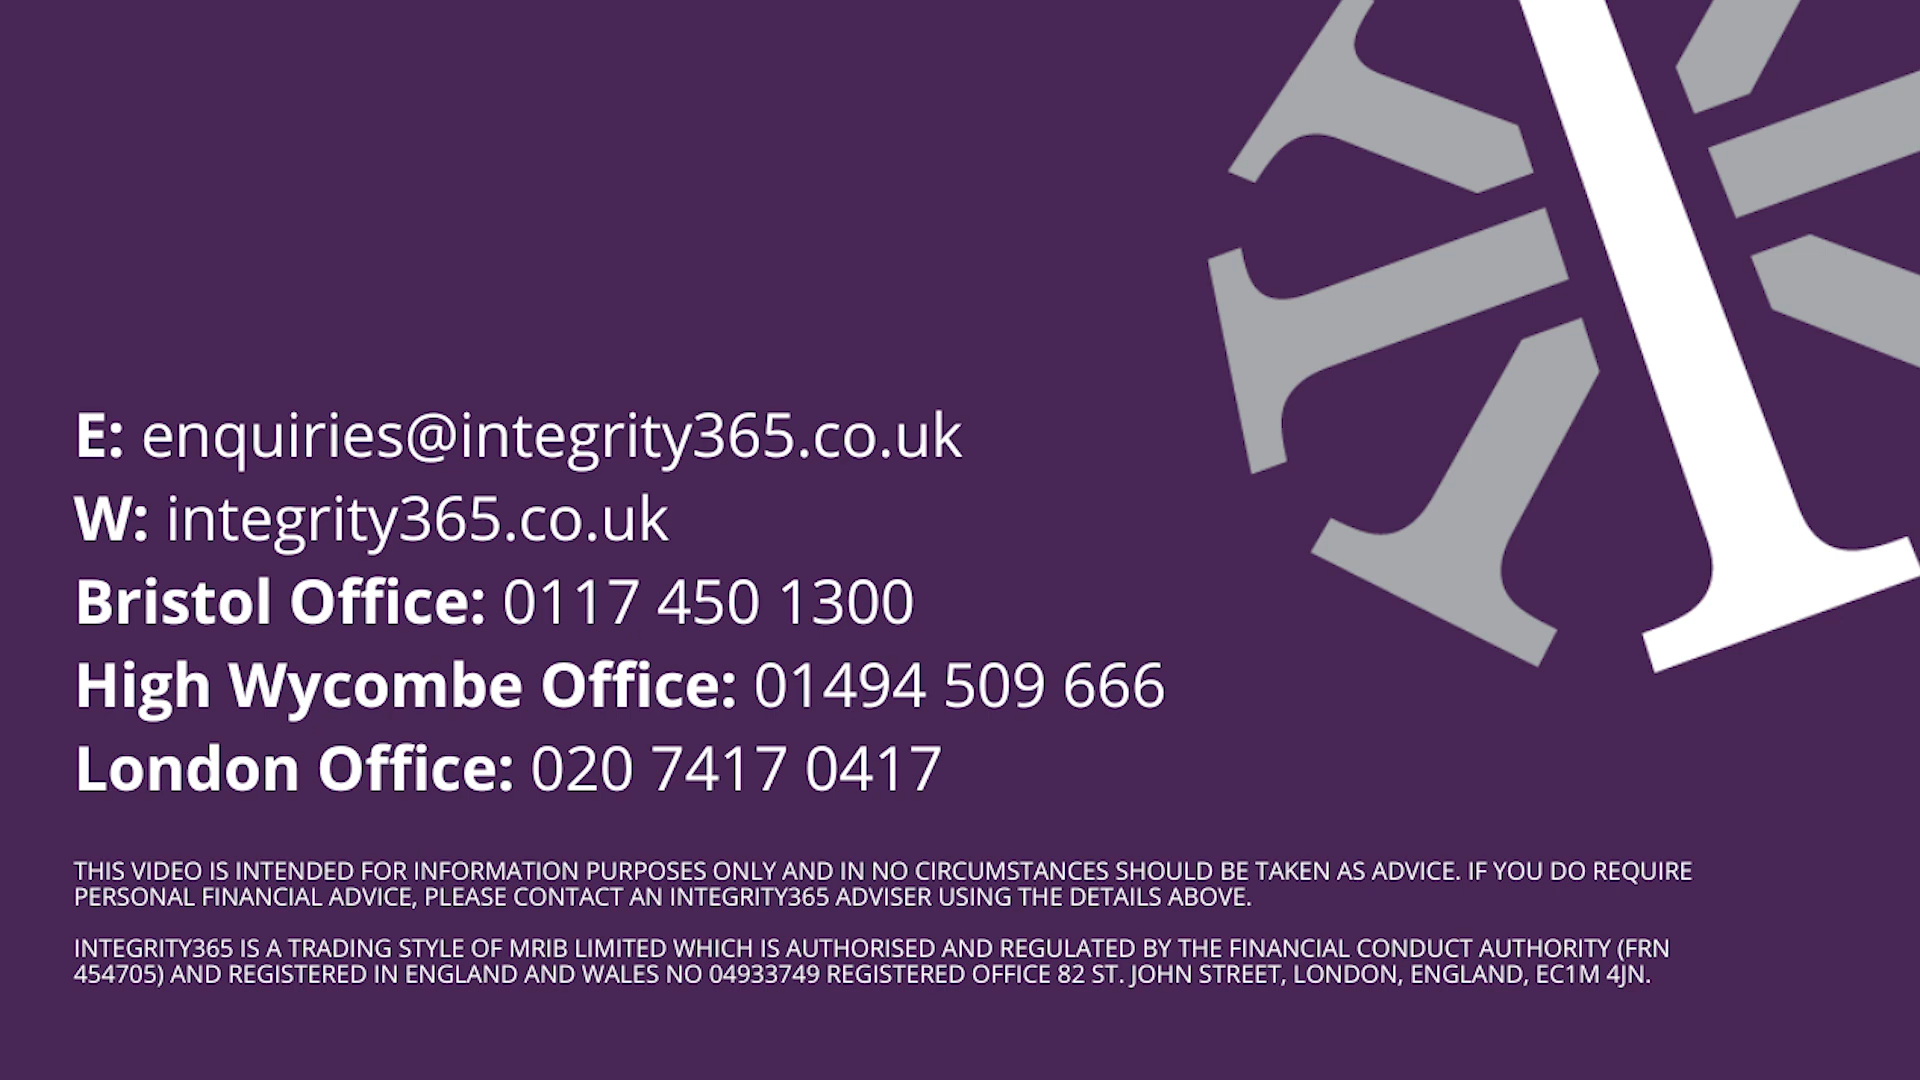 E: enquiries@integrity365.co.uk
W: integrity365.co.uk
Bristol Office: 0117 450 1300
High Wycombe Office: 01494 509 666
London Office: 020 7417 0417
THIS VIDEO IS INTENDED FOR INFORMATION PURPOSES ONLY AND IN NO CIRCUMSTANCES SHOULD BE TAKEN AS ADVICE. IF YOU DO REQUIRE
PERSONAL FINANCIAL ADVICE, PLEASE CONTACT AN INTEGRITY365 ADVISER USING THE DETAILS ABOVE.
INTEGRITY365 IS A TRADING STYLE OF MRIB LIMITED WHICH IS AUTHORISED AND REGULATED BY THE FINANCIAL CONDUCT AUTHORITY (FRN
454705) AND REGISTERED IN ENGLAND AND WALES NO 04933749 REGISTERED OFFICE 82 ST. JOHN STREET, LONDON, ENGLAND, EC1M 4JN.